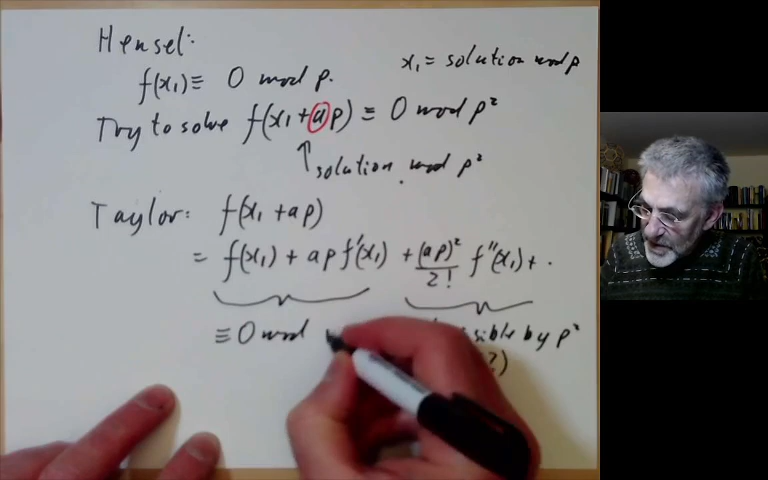 Hensel:
x₁ = solution mod p
f(x₁) ≡ 0 mod p.
Try to solve f(x₁ + ap) ≡ 0 mod p²
↑ solution mod p²
Taylor: f(x₁ + ap)
= f(x₁) + ap f'(x₁) + (ap)²/2! f''(x₁) + .
≡ 0 mod by p²
?)